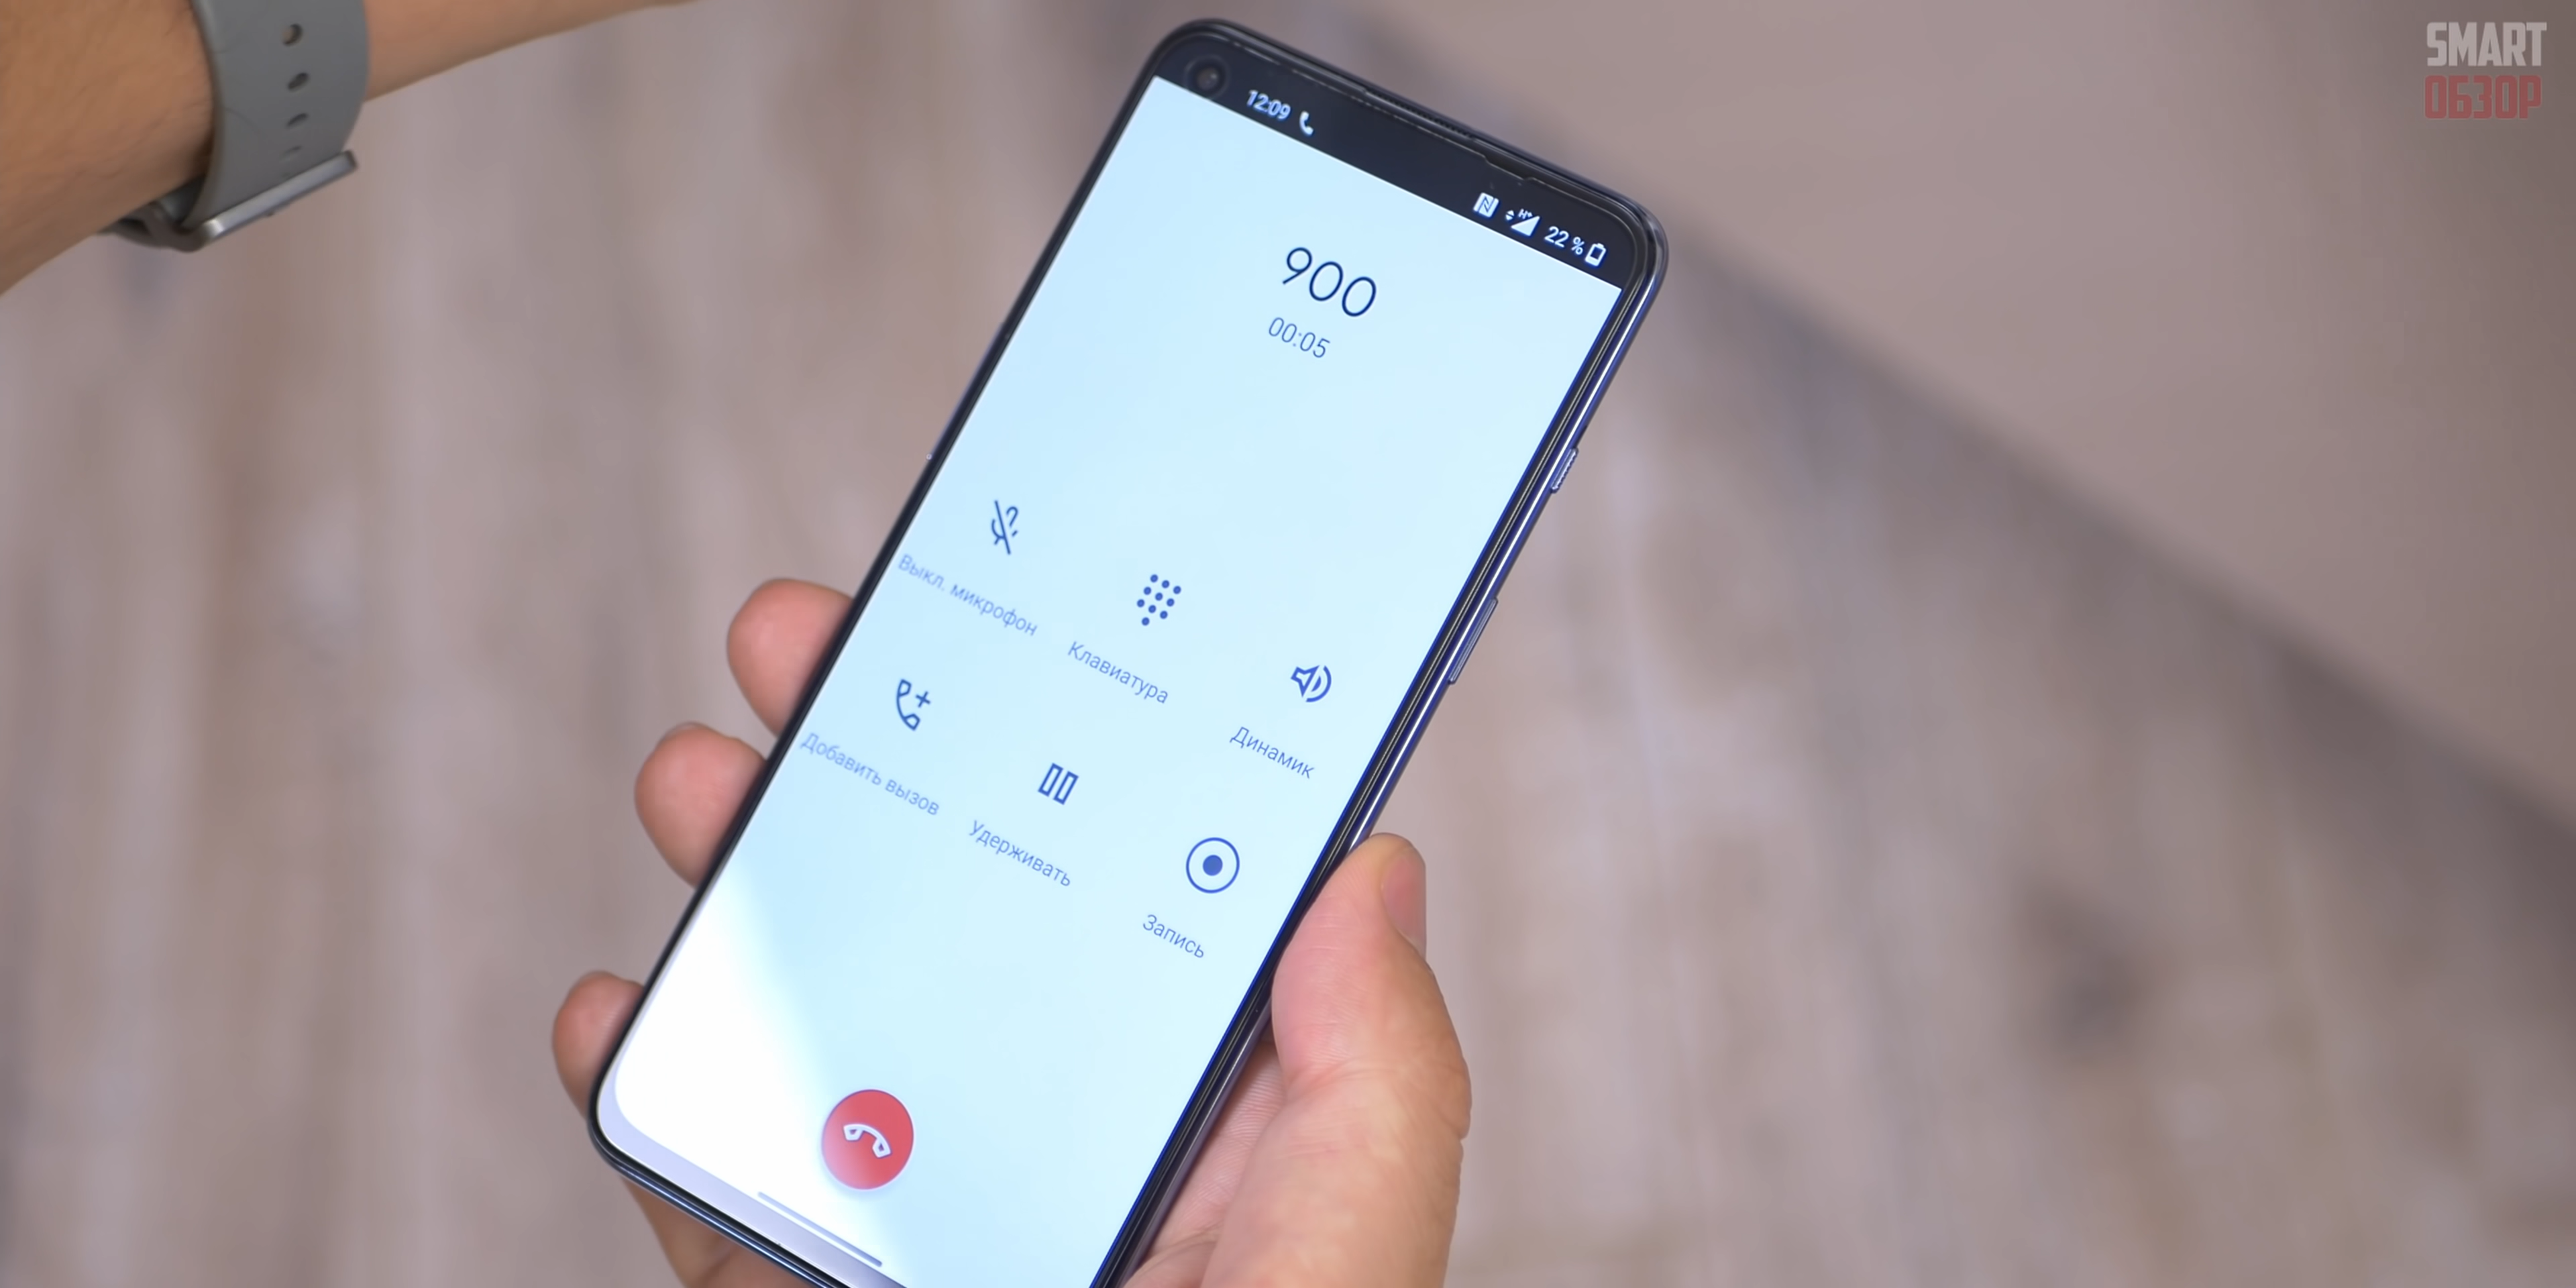 SMART
ОБЗОР
12:09
H+ 22 %
900
00:05
Выкл. микрофон
Клавиатура
Динамик
Добавить вызов
Удерживать
Запись